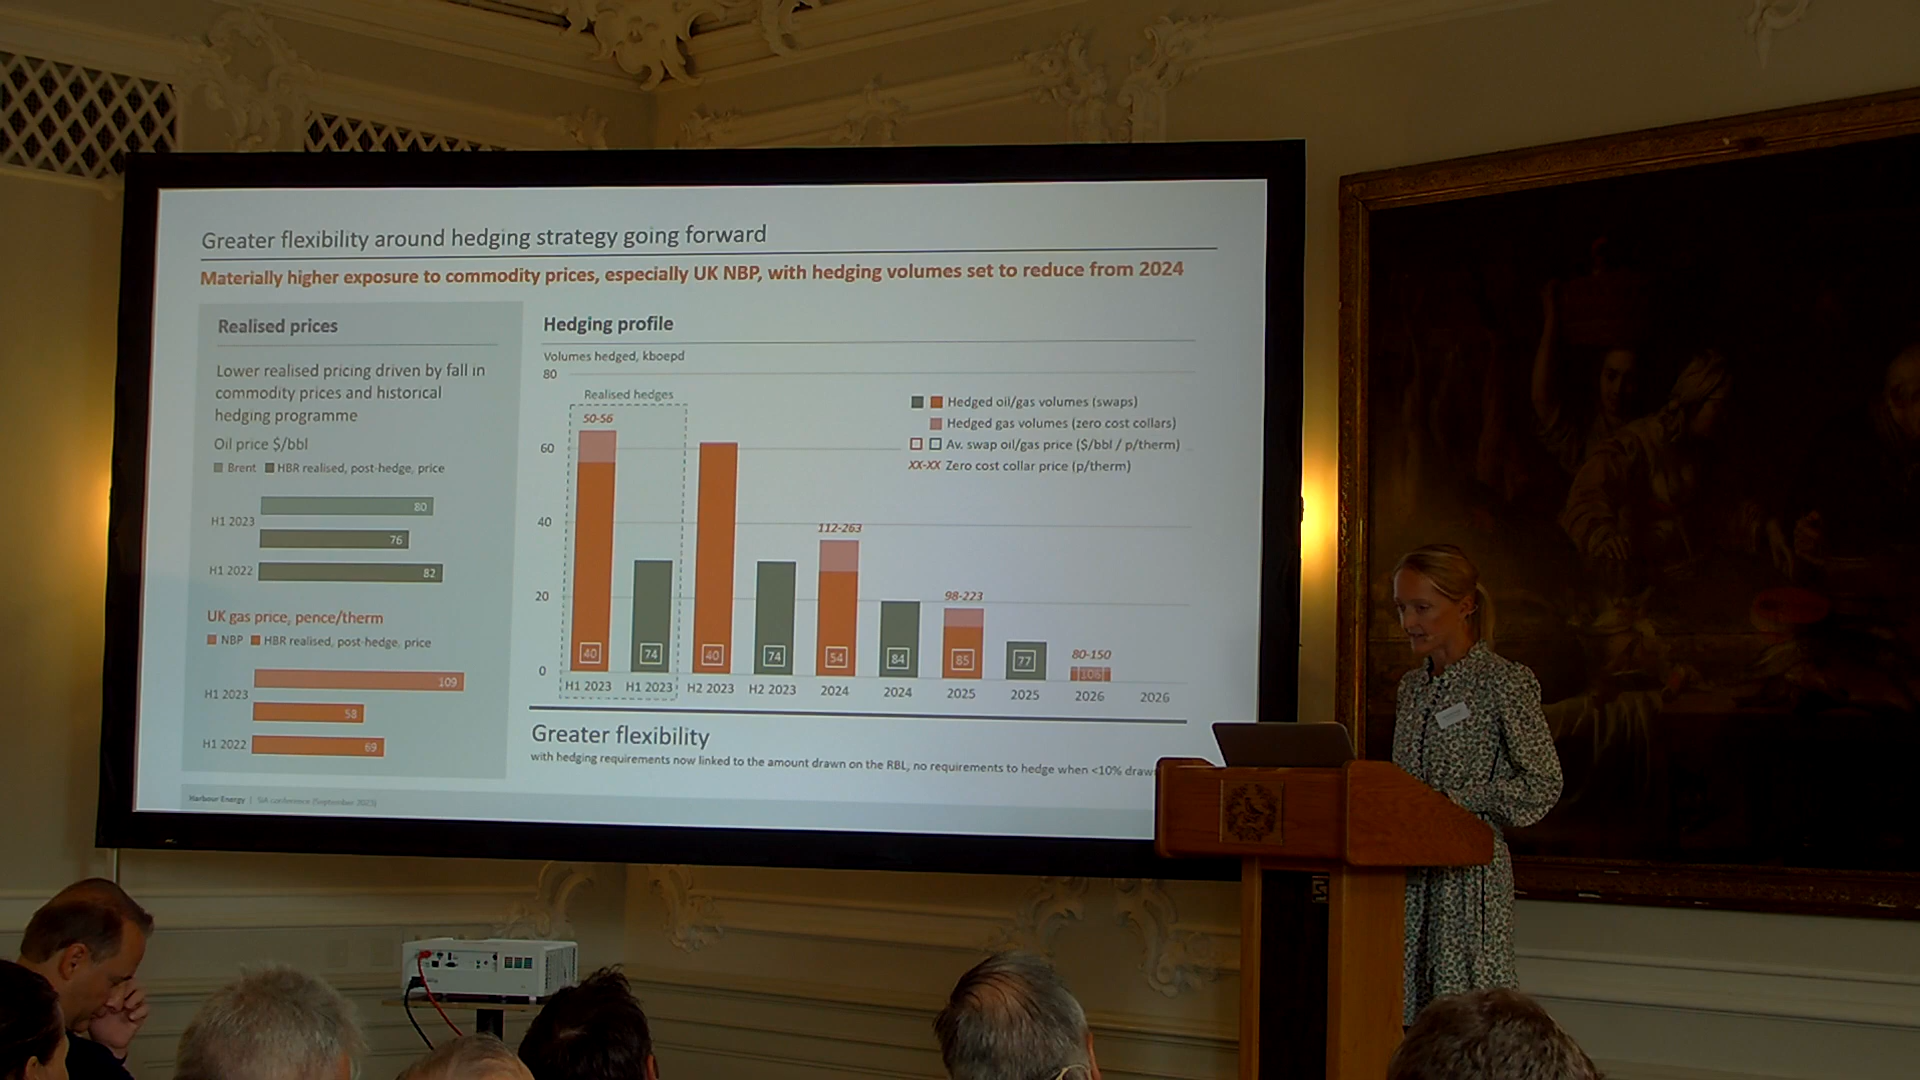 Greater flexibility around hedging strategy going forward
Materially higher exposure to commodity prices, especially UK NBP, with hedging volumes set to reduce from 2024
Realised prices
Lower realised pricing driven by fall in
commodity prices and historical
hedging programme
Oil price $/bbl
Brent HBR realised, post-hedge, price
H1 2023
80
76
H1 2022
82
UK gas price, pence/therm
NBP HBR realised, post-hedge, price
H1 2023
109
58
H1 2022
69
Hedging profile
Volumes hedged, kboepd
80
60
40
20
0
Realised hedges
Hedged oil/gas volumes (swaps)
Hedged gas volumes (zero cost collars)
Av. swap oil/gas price ($/bbl / p/therm)
XX-XX Zero cost collar price (p/therm)
50-56
112-263
98-223
80-150
40 74 40 74 54 84 85 77 106
H1 2023 H1 2023 H2 2023 H2 2023 2024 2024 2025 2025 2026 2026
Greater flexibility
with hedging requirements now linked to the amount drawn on the RBL, no requirements to hedge when <10% draw
Harbour Energy | SIA conference (September 2023)